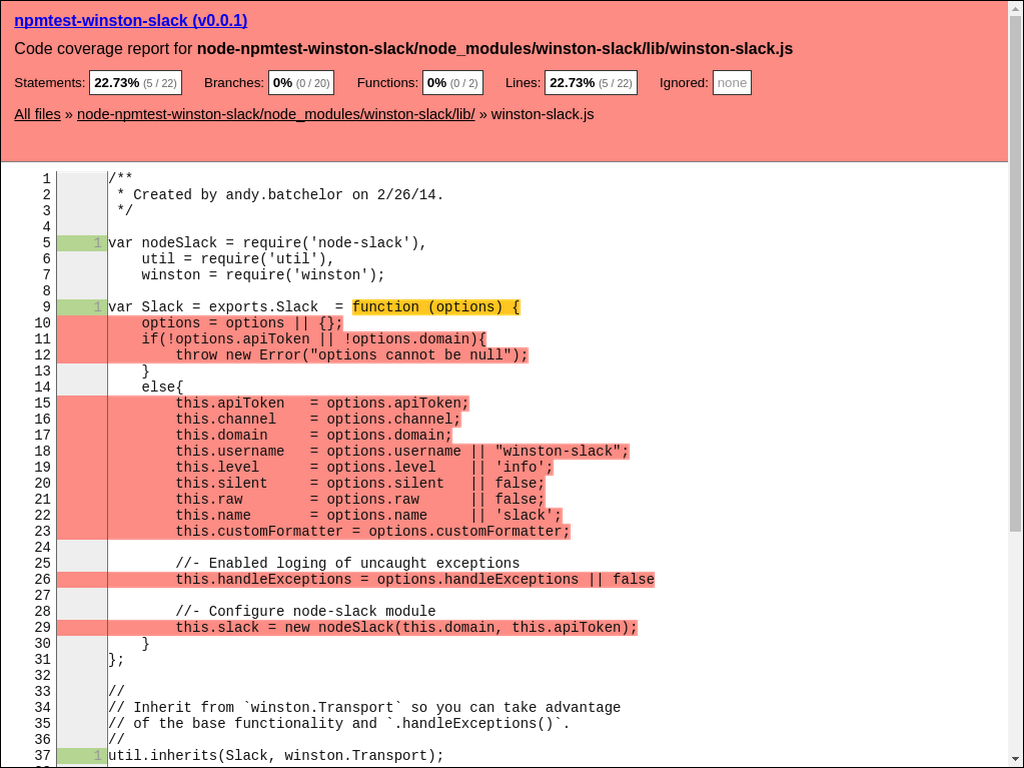 npmtest-winston-slack (v0.0.1)
Code coverage report for node-npmtest-winston-slack/node_modules/winston-slack/lib/winston-slack.js
Statements: 22.73% (5 / 22) Branches: 0% (0 / 20) Functions: 0% (0 / 2) Lines: 22.73% (5 / 22) Ignored: none
All files » node-npmtest-winston-slack/node_modules/winston-slack/lib/ » winston-slack.js
1 /**
2  * Created by andy.batchelor on 2/26/14.
3  */
4
5 1 var nodeSlack = require('node-slack'),
6     util = require('util'),
7     winston = require('winston');
8
9 1 var Slack = exports.Slack  = function (options) {
10     options = options || {};
11     if(!options.apiToken || !options.domain){
12         throw new Error("options cannot be null");
13     }
14     else{
15         this.apiToken   = options.apiToken;
16         this.channel    = options.channel;
17         this.domain     = options.domain;
18         this.username   = options.username || "winston-slack";
19         this.level      = options.level    || 'info';
20         this.silent     = options.silent   || false;
21         this.raw        = options.raw      || false;
22         this.name       = options.name     || 'slack';
23         this.customFormatter = options.customFormatter;
24
25         //- Enabled loging of uncaught exceptions
26         this.handleExceptions = options.handleExceptions || false
27
28         //- Configure node-slack module
29         this.slack = new nodeSlack(this.domain, this.apiToken);
30     }
31 };
32
33 //
34 // Inherit from `winston.Transport` so you can take advantage
35 // of the base functionality and `.handleExceptions()`.
36 //
37 1 util.inherits(Slack, winston.Transport);